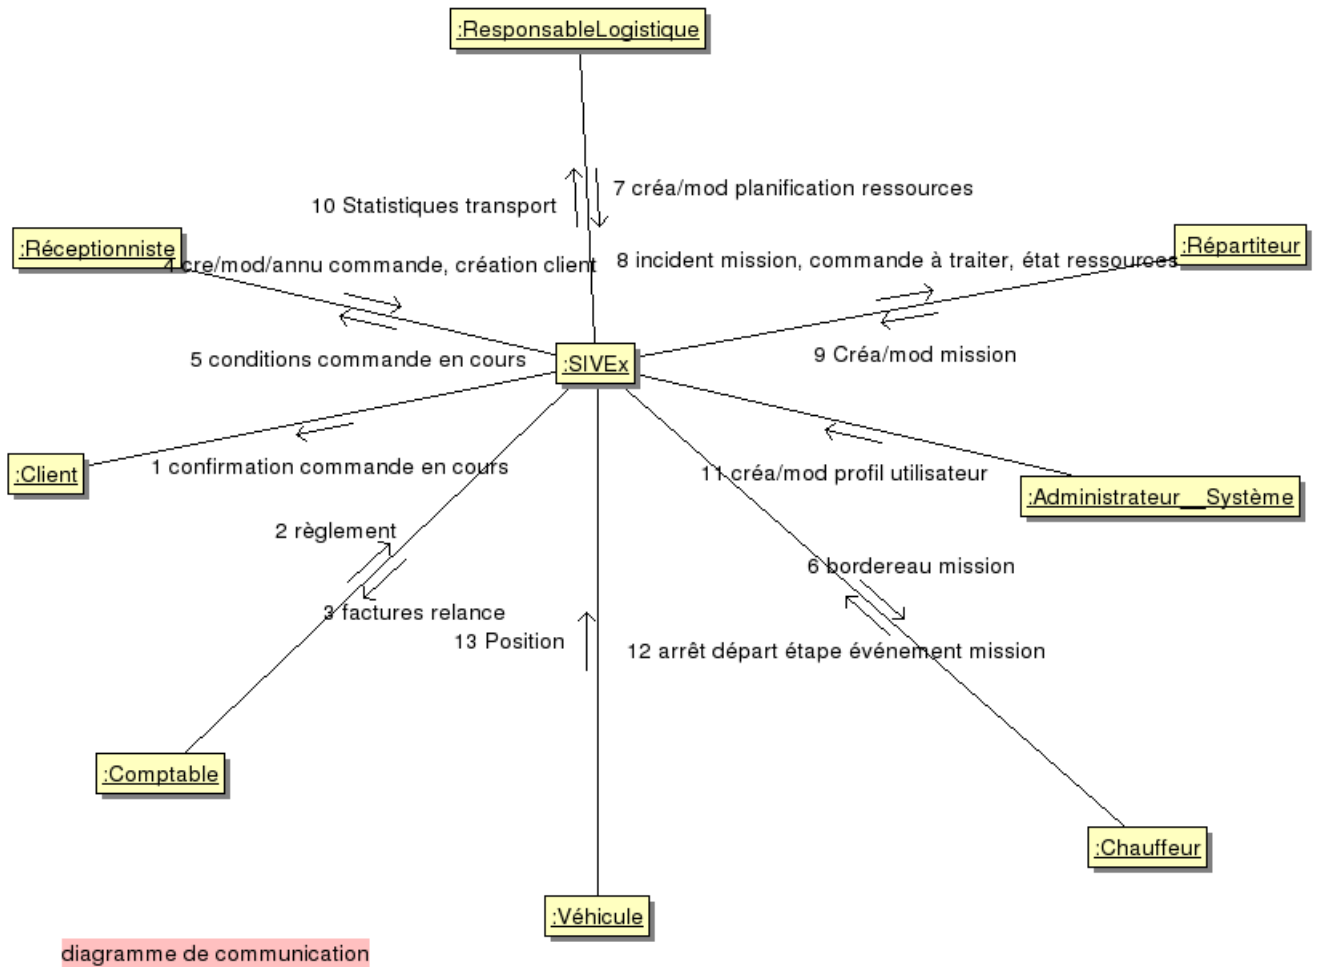 :ResponsableLogistique
7 créa/mod planification ressources
10 Statistiques transport
:Réceptionniste
:Répartiteur
4 cre/mod/annu commande, création client
8 incident mission, commande à traiter, état ressources
5 conditions commande en cours
:SIVEx
9 Créa/mod mission
:Client
1 confirmation commande en cours
11 créa/mod profil utilisateur
:Administrateur__Système
2 règlement
6 bordereau mission
3 factures relance
13 Position
12 arrêt départ étape événement mission
:Comptable
:Chauffeur
:Véhicule
diagramme de communication